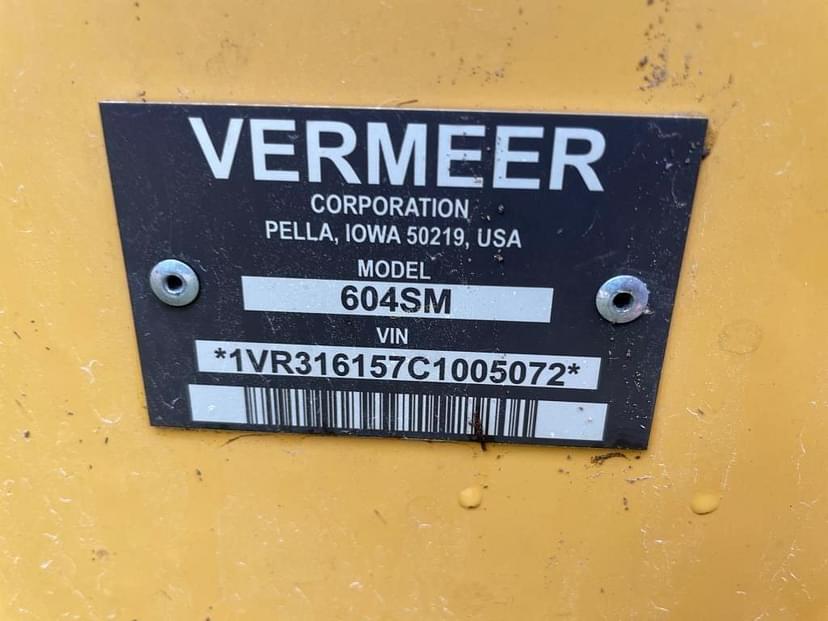 VERMEER
CORPORATION
PELLA, IOWA 50219, USA
MODEL
604SM
VIN
*1VR316157C1005072*